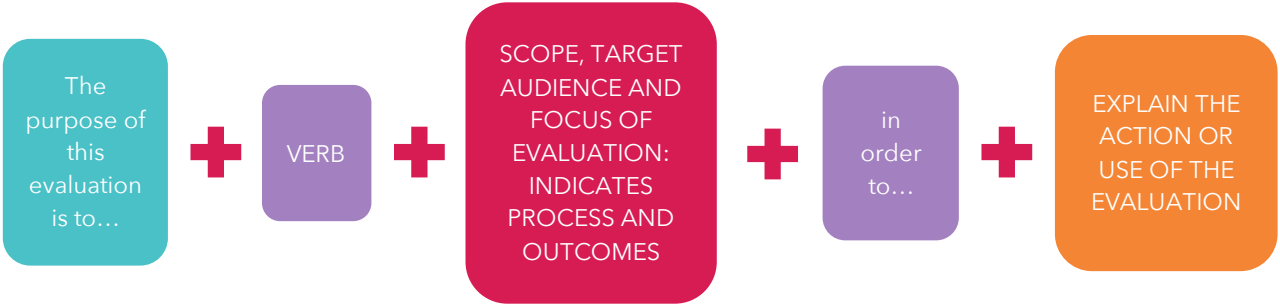 The
purpose of
this
evaluation
is to…
VERB
SCOPE, TARGET
AUDIENCE AND
FOCUS OF
EVALUATION:
INDICATES
PROCESS AND
OUTCOMES
in
order
to…
EXPLAIN THE
ACTION OR
USE OF THE
EVALUATION